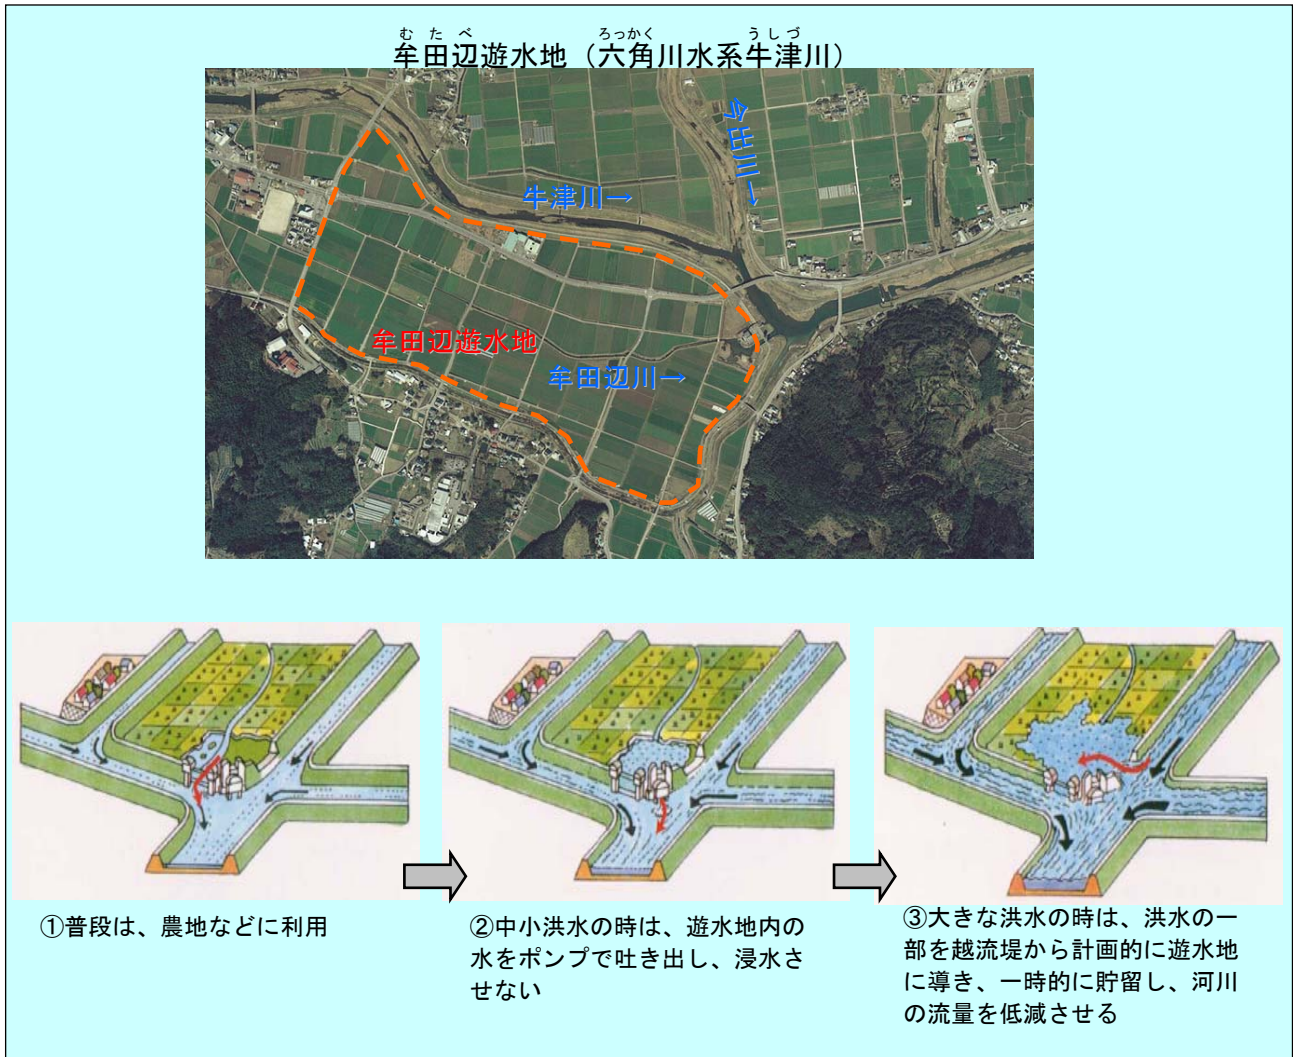 む た べ ろっかく うしづ
牟田辺遊水地（六角川水系牛津川）
今出川→
牛津川→
牟田辺遊水地
牟田辺川→
①普段は、農地などに利用
②中小洪水の時は、遊水地内の
水をポンプで吐き出し、浸水さ
せない
③大きな洪水の時は、洪水の一
部を越流堤から計画的に遊水地
に導き、一時的に貯留し、河川
の流量を低減させる